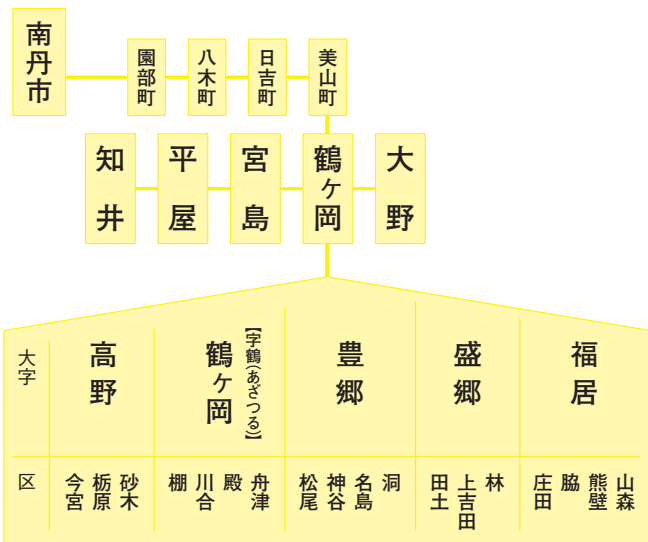 南丹市
園部町
八木町
日吉町
美山町
知井
平屋
宮島
鶴ヶ岡
大野
大字
高野
鶴ヶ岡
【字鶴(あざつる)】
豊郷
盛郷
福居
区
今宮
栃原
砂木
棚
川合
殿
舟津
松尾
神谷
名島
洞
田土
上吉田
林
庄田
脇
熊壁
山森